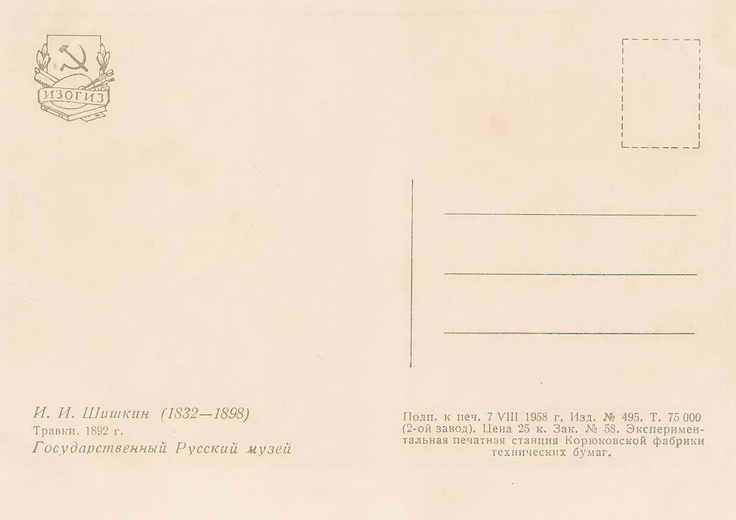 ИЗОГИЗ
И. И. Шишкин (1832—1898)
Травки. 1892 г.
Государственный Русский музей
Подп. к печ. 7 VIII 1958 г. Изд. № 495. Т. 75 000
(2-ой завод). Цена 25 к. Зак. № 58. Эксперимен-
тальная печатная станция Корюковской фабрики
технических бумаг.